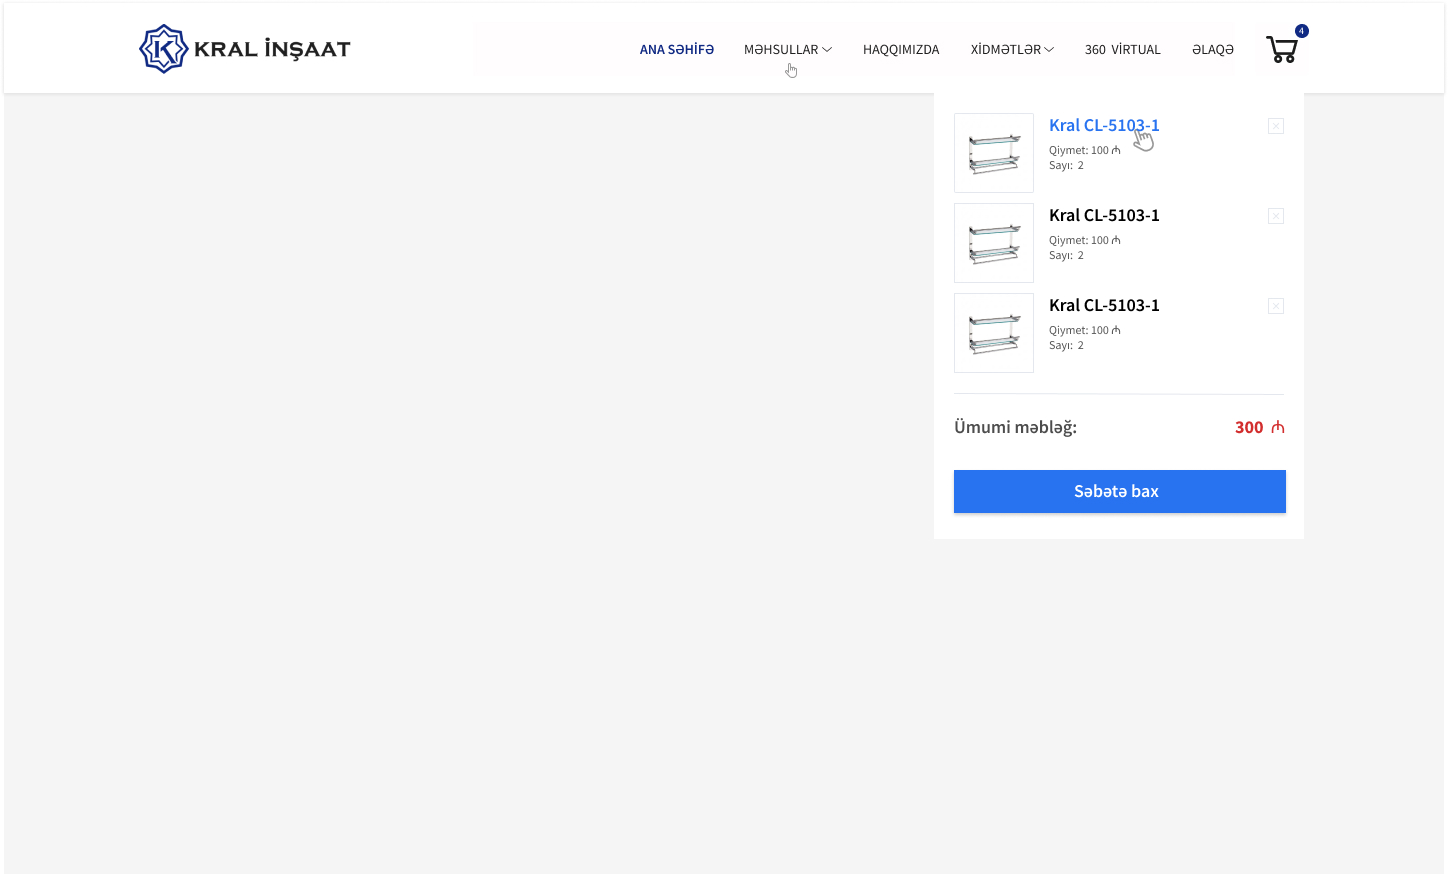 KRAL İNŞAAT
ANA SƏHİFƏ MƏHSULLAR HAQQIMIZDA XİDMƏTLƏR 360 VİRTUAL ƏLAQƏ 4
Kral CL-5103-1
Qiymet: 100 ₼
Sayı: 2
Kral CL-5103-1
Qiymet: 100 ₼
Sayı: 2
Kral CL-5103-1
Qiymet: 100 ₼
Sayı: 2
Ümumi məbləğ: 300 ₼
Səbətə bax